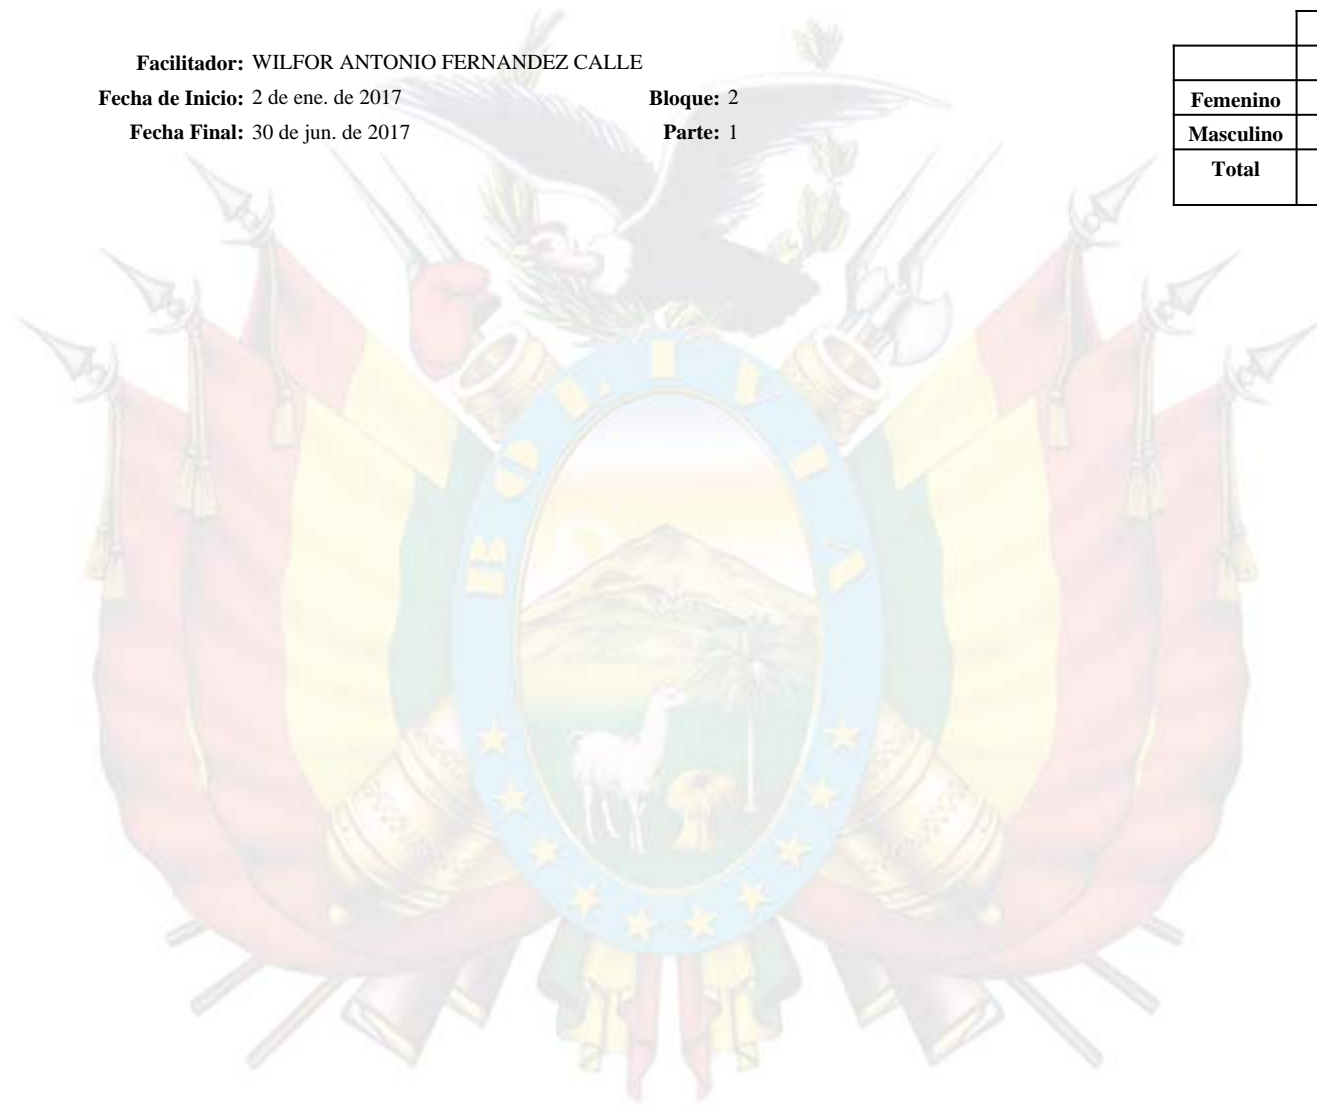 Facilitador: WILFOR ANTONIO FERNANDEZ CALLE
Fecha de Inicio: 2 de ene. de 2017 Bloque: 2
Fecha Final: 30 de jun. de 2017 Parte: 1
Femenino
Masculino
Total
BOLIVIA